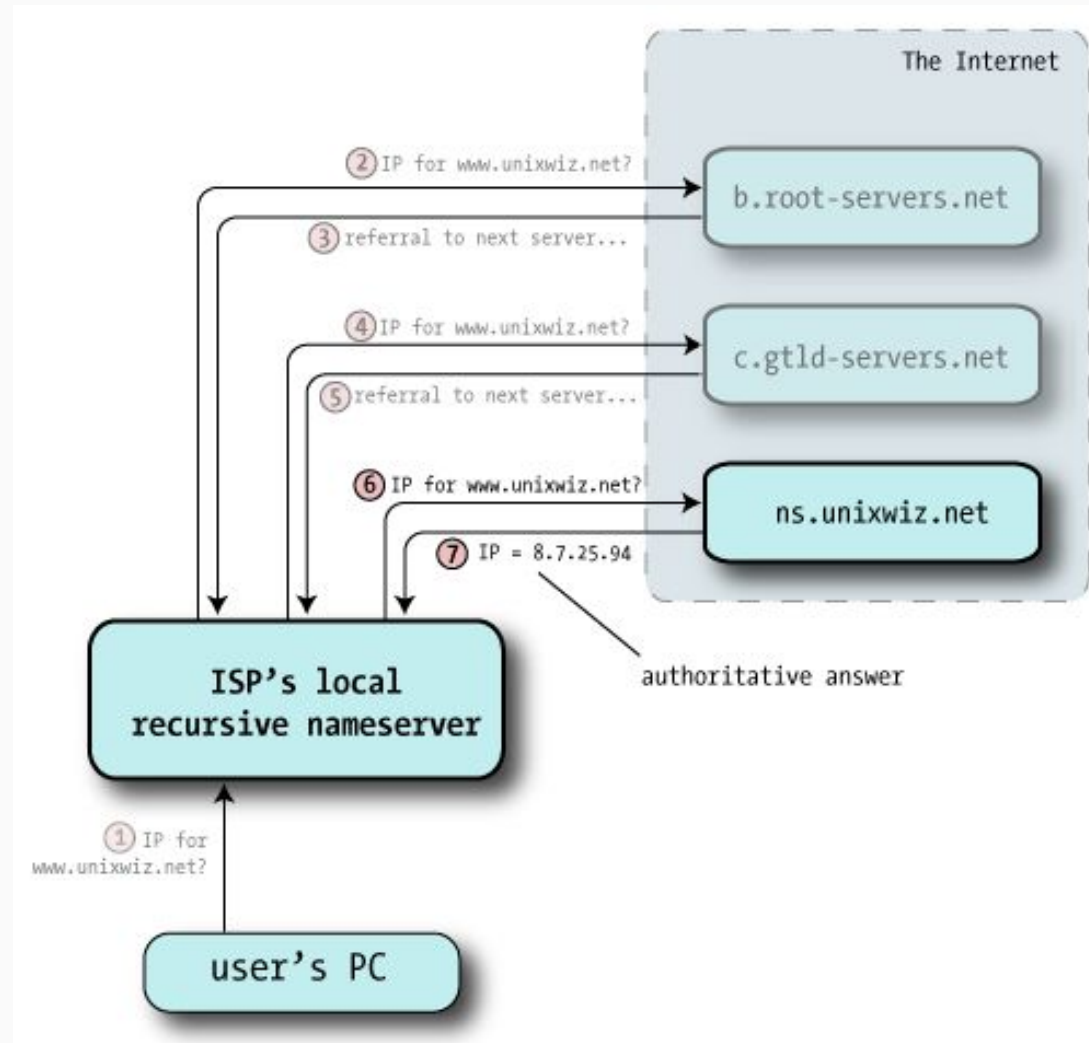 The Internet
② IP for www.unixwiz.net?
b.root-servers.net
③ referral to next server...
④ IP for www.unixwiz.net?
c.gtld-servers.net
⑤ referral to next server...
⑥ IP for www.unixwiz.net?
ns.unixwiz.net
⑦ IP = 8.7.25.94
authoritative answer
ISP's local
recursive nameserver
① IP for
www.unixwiz.net?
user's PC